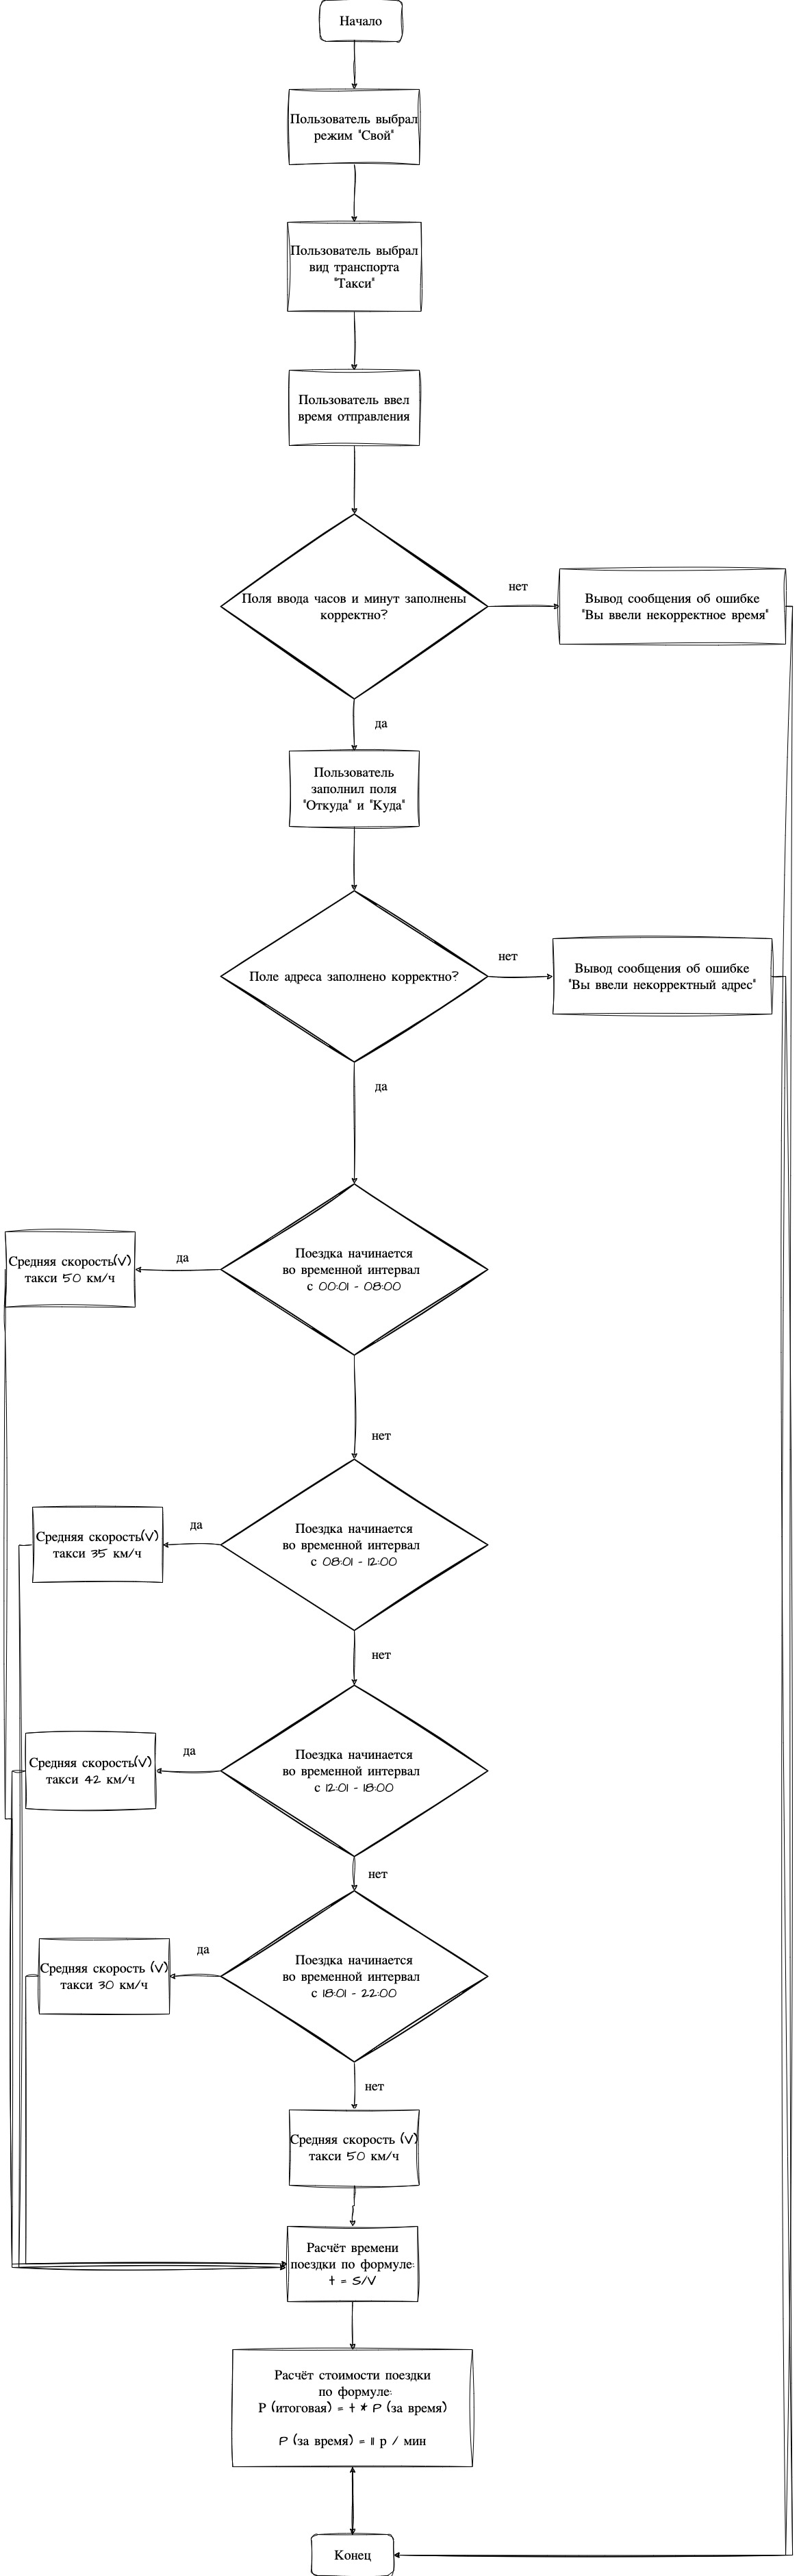 Начало
Пользователь выбрал
режим "Свой"
Пользователь выбрал
вид транспорта
"Такси"
Пользователь ввел
время отправления
Поля ввода часов и минут заполнены
корректно?
нет
Вывод сообщения об ошибке
"Вы ввели некорректное время"
да
Пользователь
заполнил поля
"Откуда" и "Куда"
Поле адреса заполнено корректно?
нет
Вывод сообщения об ошибке
"Вы ввели некорректный адрес"
да
Поездка начинается
во временной интервал
с 00:01 - 08:00
да
Средняя скорость(V)
такси 50 км/ч
нет
Поездка начинается
во временной интервал
с 08:01 - 12:00
да
Средняя скорость(V)
такси 35 км/ч
нет
Поездка начинается
во временной интервал
с 12:01 - 18:00
да
Средняя скорость(V)
такси 42 км/ч
нет
Поездка начинается
во временной интервал
с 18:01 - 22:00
да
Средняя скорость (V)
такси 30 км/ч
нет
Средняя скорость (V)
такси 50 км/ч
Расчёт времени
поездки по формуле:
t = S/V
Расчёт стоимости поездки
по формуле:
Р (итоговая) = t * P (за время)
P (за время) = 11 р / мин
Конец